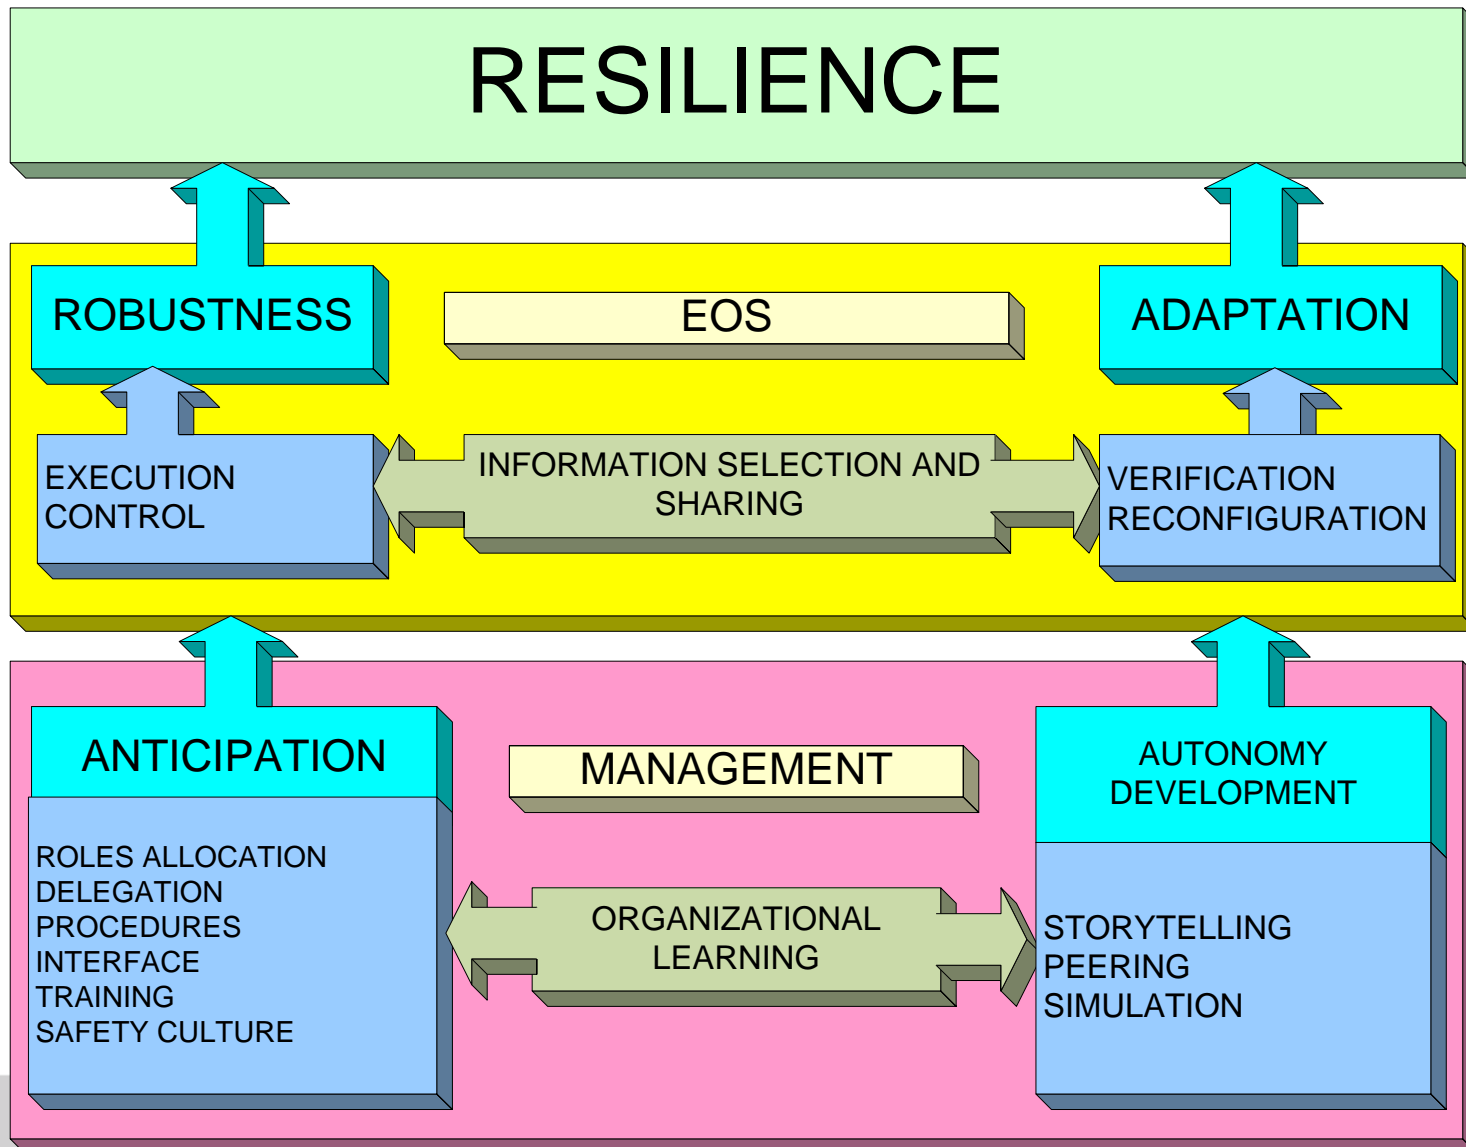 RESILIENCE
ROBUSTNESS
EOS
ADAPTATION
EXECUTION
CONTROL
INFORMATION SELECTION AND
SHARING
VERIFICATION
RECONFIGURATION
ANTICIPATION
MANAGEMENT
AUTONOMY
DEVELOPMENT
ROLES ALLOCATION
DELEGATION
PROCEDURES
INTERFACE
TRAINING
SAFETY CULTURE
ORGANIZATIONAL
LEARNING
STORYTELLING
PEERING
SIMULATION